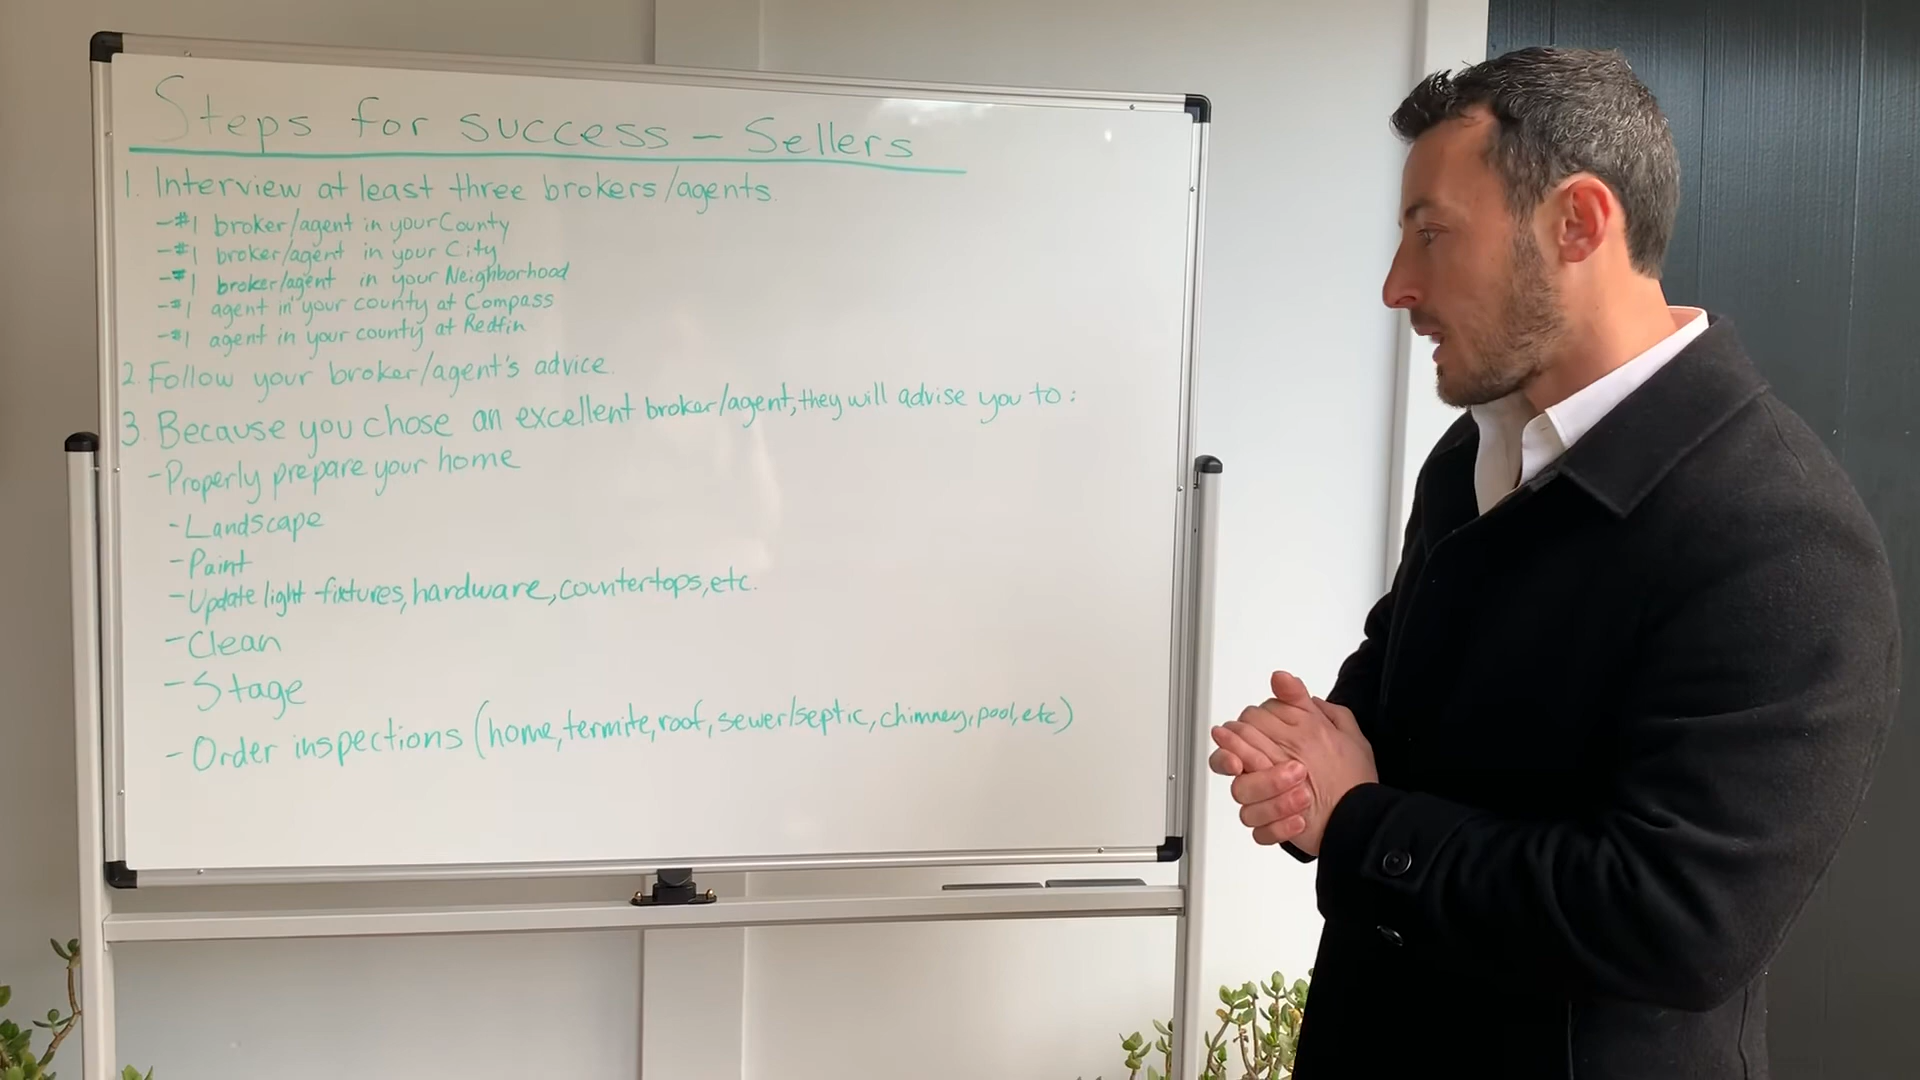 Steps for success - Sellers
1. Interview at least three brokers/agents.
-#1 broker/agent in your County
-#1 broker/agent in your City
-#1 broker/agent in your Neighborhood
-#1 agent in your county at Compass
-#1 agent in your county at Redfin
2. Follow your broker/agent's advice.
3. Because you chose an excellent broker/agent, they will advise you to:
-Properly prepare your home
-Landscape
-Paint
-Update light fixtures, hardware, countertops, etc.
-Clean
-Stage
-Order inspections (home, termite, roof, sewer/septic, chimney, pool, etc)